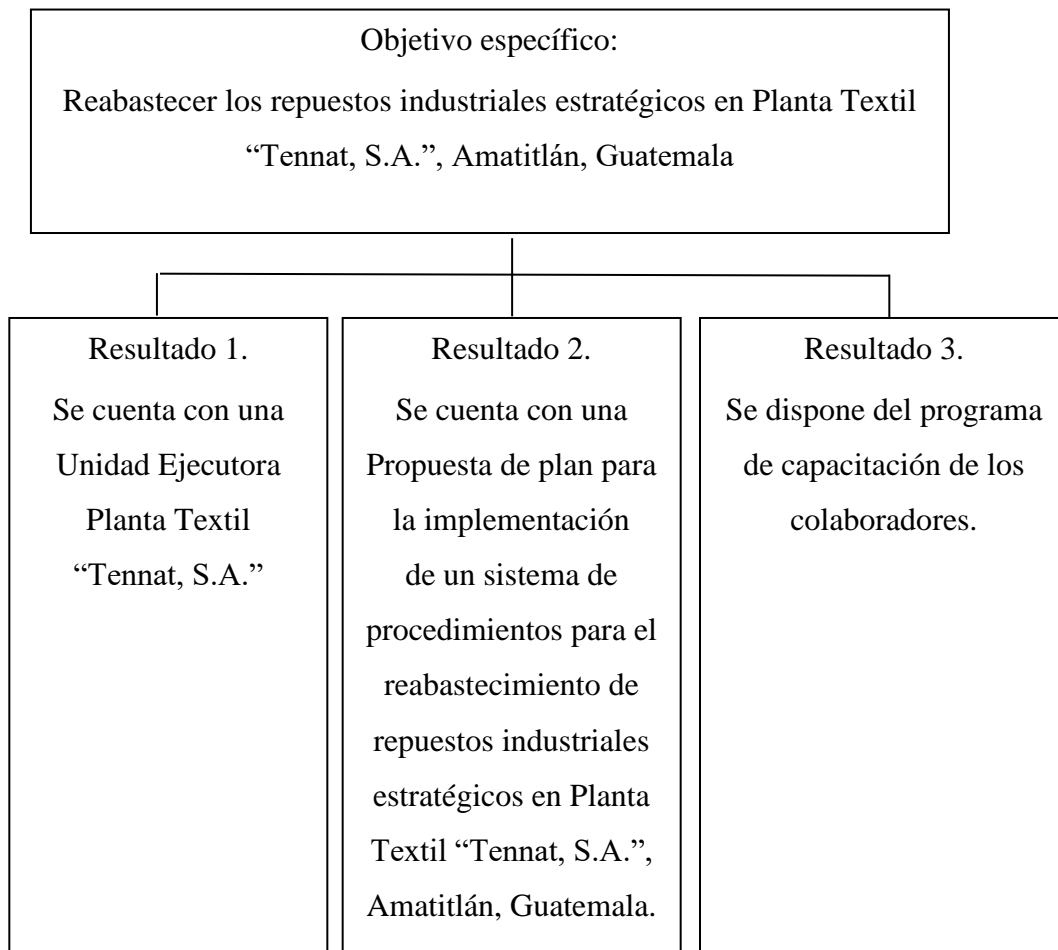 Objetivo específico:
Reabastecer los repuestos industriales estratégicos en Planta Textil
“Tennat, S.A.”, Amatitlán, Guatemala
Resultado 1.
Se cuenta con una
Unidad Ejecutora
Planta Textil
“Tennat, S.A.”
Resultado 2.
Se cuenta con una
Propuesta de plan para
la implementación
de un sistema de
procedimientos para el
reabastecimiento de
repuestos industriales
estratégicos en Planta
Textil “Tennat, S.A.”,
Amatitlán, Guatemala.
Resultado 3.
Se dispone del programa
de capacitación de los
colaboradores.